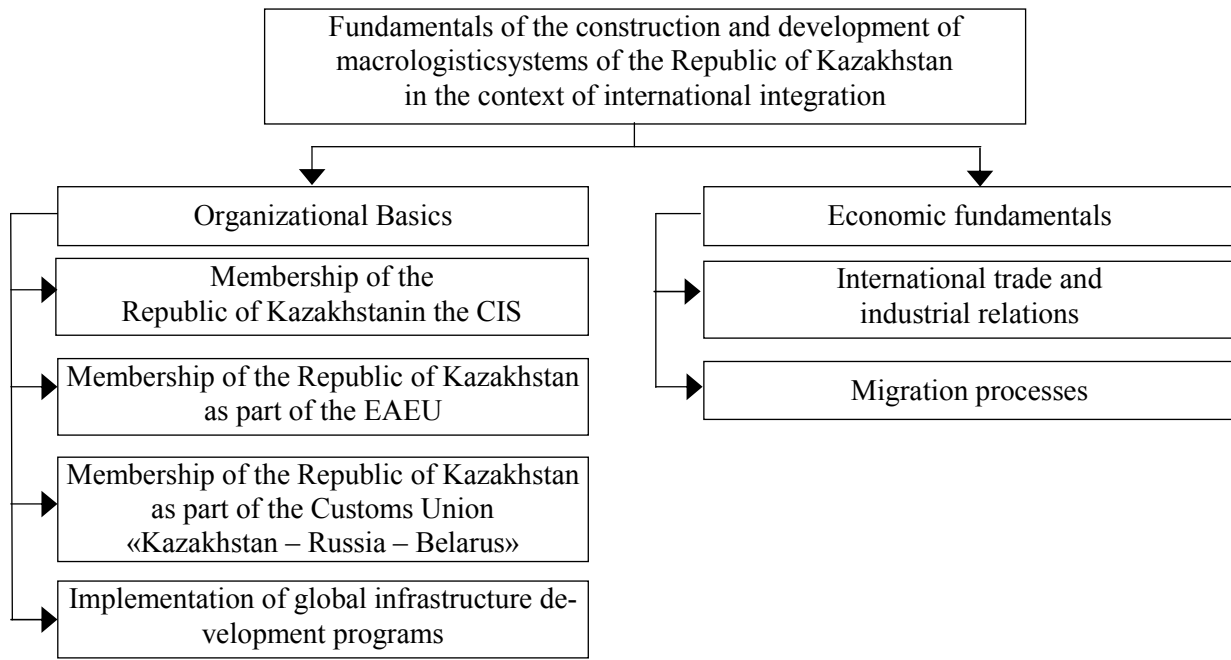 Fundamentals of the construction and development of
macrologisticsystems of the Republic of Kazakhstan
in the context of international integration
Organizational Basics
Membership of the
Republic of Kazakhstanin the CIS
Membership of the Republic of Kazakhstan
as part of the EAEU
Membership of the Republic of Kazakhstan
as part of the Customs Union
«Kazakhstan – Russia – Belarus»
Implementation of global infrastructure de-
velopment programs
Economic fundamentals
International trade and
industrial relations
Migration processes